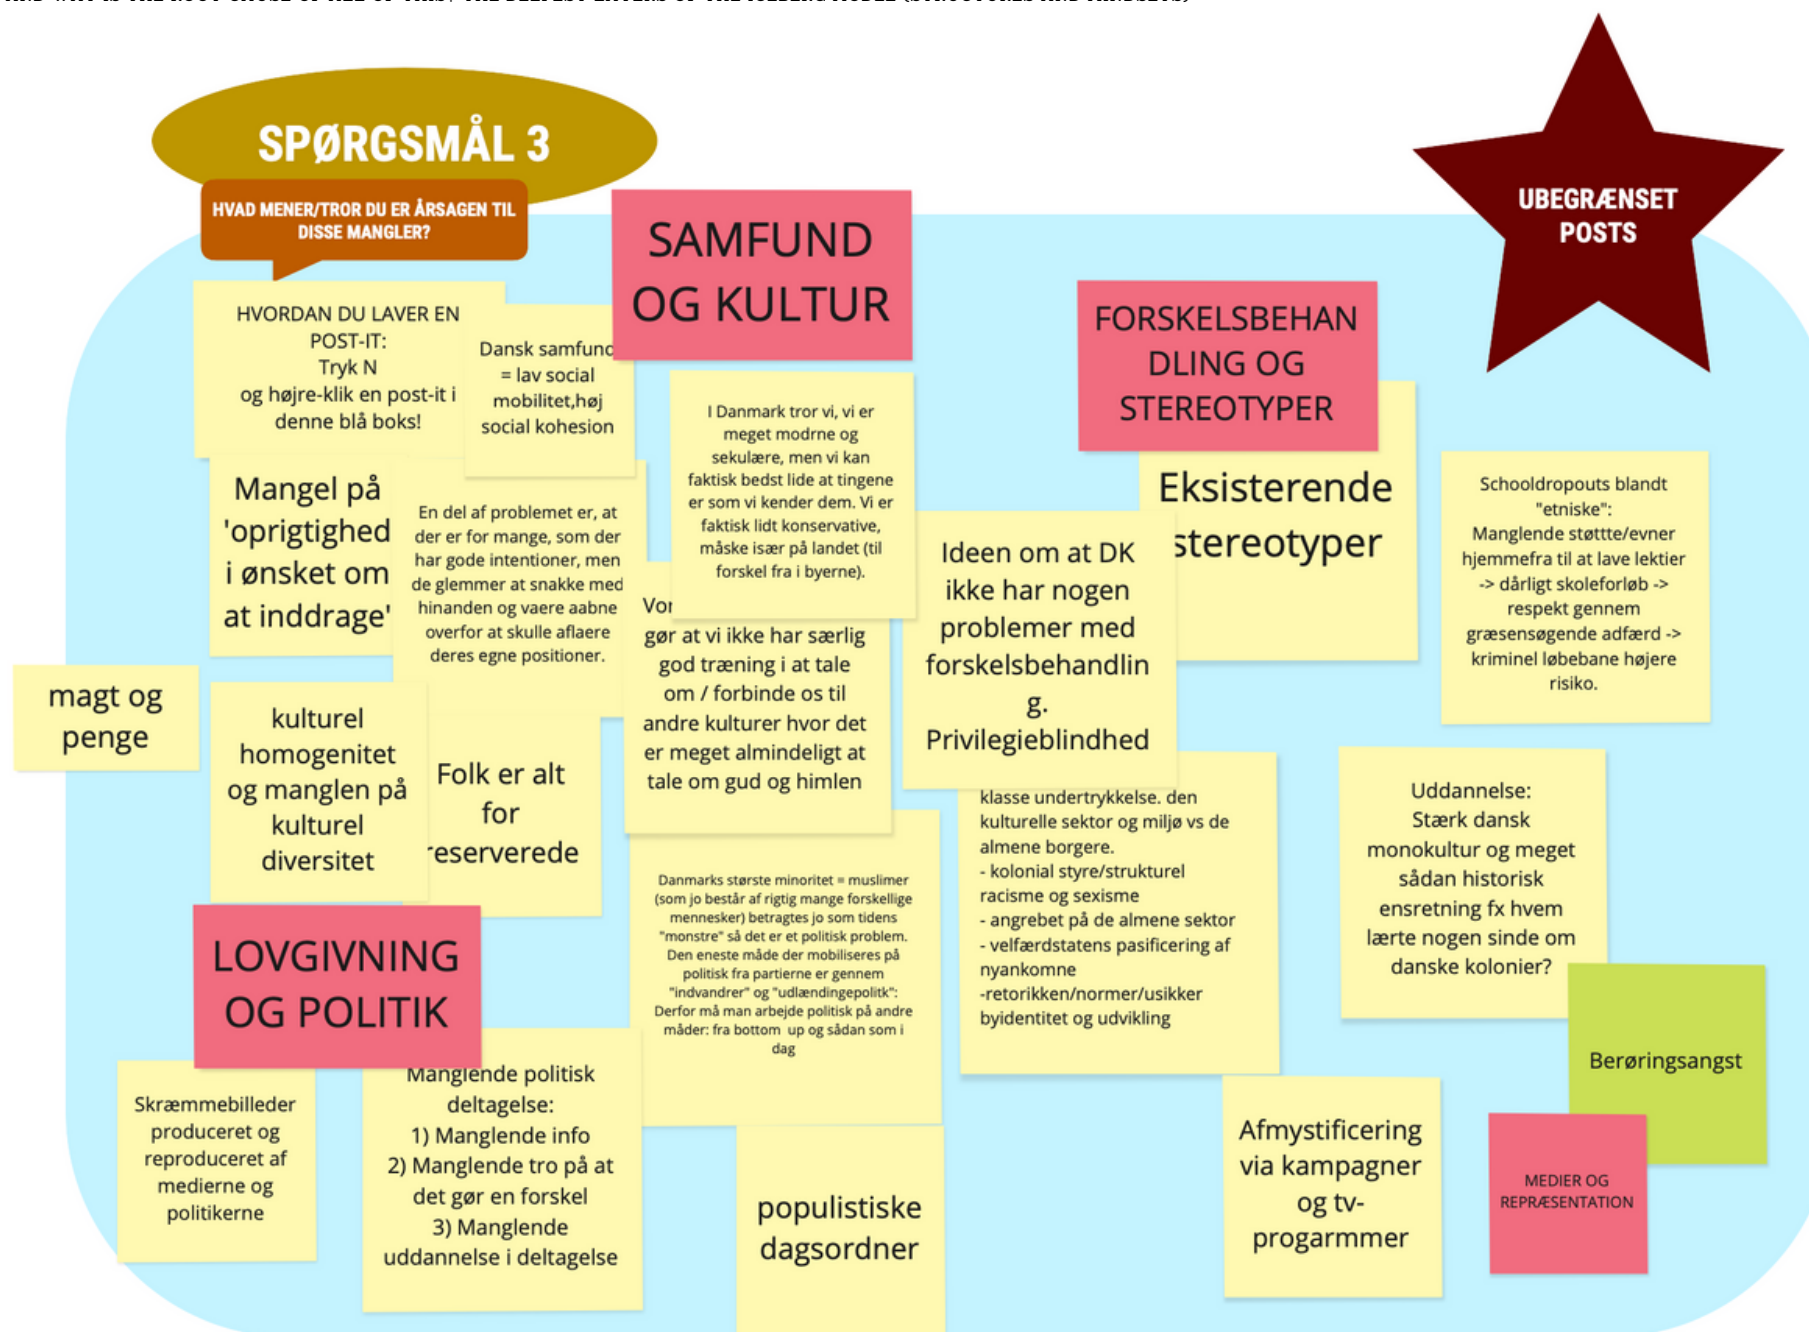 SPØRGSMÅL 3
HVAD MENER/TROR DU ER ÅRSAGEN TIL
DISSE MANGLER?
UBEGRÆNSET
POSTS
SAMFUND
OG KULTUR
FORSKELSBEHAN
DLING OG
STEREOTYPER
HVORDAN DU LAVER EN
POST-IT:
Tryk N
og højre-klik en post-it i
denne blå boks!
Dansk samfund
= lav social
mobilitet,høj
social kohesion
I Danmark tror vi, vi er
meget modrne og
sekulære, men vi kan
faktisk bedst lide at tingene
er som vi kender dem. Vi er
faktisk lidt konservative,
måske især på landet (til
forskel fra i byerne).
Eksisterende
stereotyper
Schooldropouts blandt
"etniske":
Manglende støttte/evner
hjemmefra til at lave lektier
-> dårligt skoleforløb ->
respekt gennem
græsensøgende adfærd ->
kriminel løbebane højere
risiko.
Mangel på
'oprigtighed
i ønsket om
at inddrage'
En del af problemet er, at
der er for mange, som der
har gode intentioner, men
de glemmer at snakke med
hinanden og vaere aabne
overfor at skulle aflaere
deres egne positioner.
gør at vi ikke har særlig
god træning i at tale
om / forbinde os til
andre kulturer hvor det
er meget almindeligt at
tale om gud og himlen
Ideen om at DK
ikke har nogen
problemer med
forskelsbehandlin
g.
Privilegieblindhed
magt og
penge
kulturel
homogenitet
og manglen på
kulturel
diversitet
Folk er alt
for
reserverede
klasse undertrykkelse. den
kulturelle sektor og miljø vs de
almene borgere.
- kolonial styre/strukturel
racisme og sexisme
- angrebet på de almene sektor
- velfærdstatens pasificering af
nyankomne
-retorikken/normer/usikker
byidentitet og udvikling
Uddannelse:
Stærk dansk
monokultur og meget
sådan historisk
ensretning fx hvem
lærte nogen sinde om
danske kolonier?
Danmarks største minoritet = muslimer
(som jo består af rigtig mange forskellige
mennesker) betragtes jo som tidens
"monstre" så det er et politisk problem.
Den eneste måde der mobiliseres på
politisk fra partierne er gennem
"indvandrer" og "udlændingepolitk":
Derfor må man arbejde politisk på andre
måder: fra bottom up og sådan som i
dag
LOVGIVNING
OG POLITIK
Skræmmebilleder
produceret og
reproduceret af
medierne og
politikerne
Manglende politisk
deltagelse:
1) Manglende info
2) Manglende tro på at
det gør en forskel
3) Manglende
uddannelse i deltagelse
populistiske
dagsordner
Berøringsangst
Afmystificering
via kampagner
og tv-
progarmmer
MEDIER OG
REPRÆSENTATION